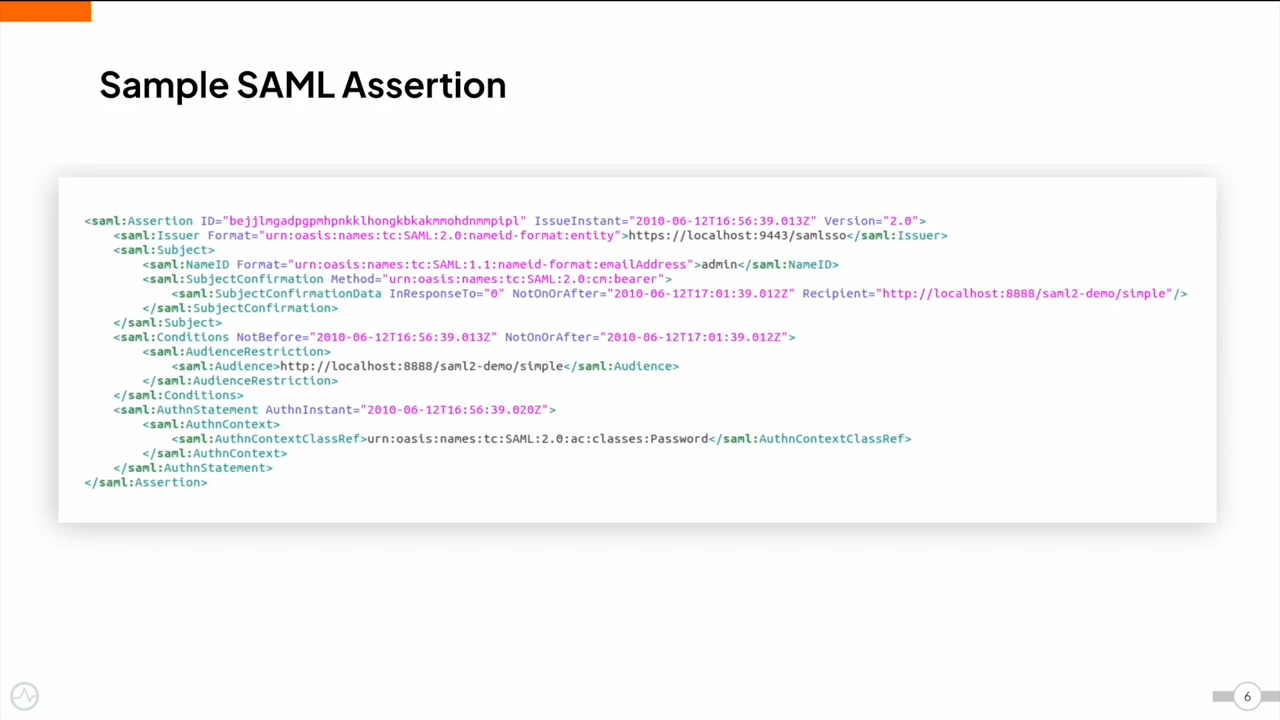 Sample SAML Assertion
<saml:Assertion ID="bejjlmgadpgpmhpnkklhongkbkakmmohdnmmpipl" IssueInstant="2010-06-12T16:56:39.013Z" Version="2.0">
<saml:Issuer Format="urn:oasis:names:tc:SAML:2.0:nameid-format:entity">https://localhost:9443/samlsso</saml:Issuer>
<saml:Subject>
<saml:NameID Format="urn:oasis:names:tc:SAML:1.1:nameid-format:emailAddress">admin</saml:NameID>
<saml:SubjectConfirmation Method="urn:oasis:names:tc:SAML:2.0:cm:bearer">
<saml:SubjectConfirmationData InResponseTo="0" NotOnOrAfter="2010-06-12T17:01:39.012Z" Recipient="http://localhost:8888/saml2-demo/simple"/>
</saml:SubjectConfirmation>
</saml:Subject>
<saml:Conditions NotBefore="2010-06-12T16:56:39.013Z" NotOnOrAfter="2010-06-12T17:01:39.012Z">
<saml:AudienceRestriction>
<saml:Audience>http://localhost:8888/saml2-demo/simple</saml:Audience>
</saml:AudienceRestriction>
</saml:Conditions>
<saml:AuthnStatement AuthnInstant="2010-06-12T16:56:39.020Z">
<saml:AuthnContext>
<saml:AuthnContextClassRef>urn:oasis:names:tc:SAML:2.0:ac:classes:Password</saml:AuthnContextClassRef>
</saml:AuthnContext>
</saml:AuthnStatement>
</saml:Assertion>
6